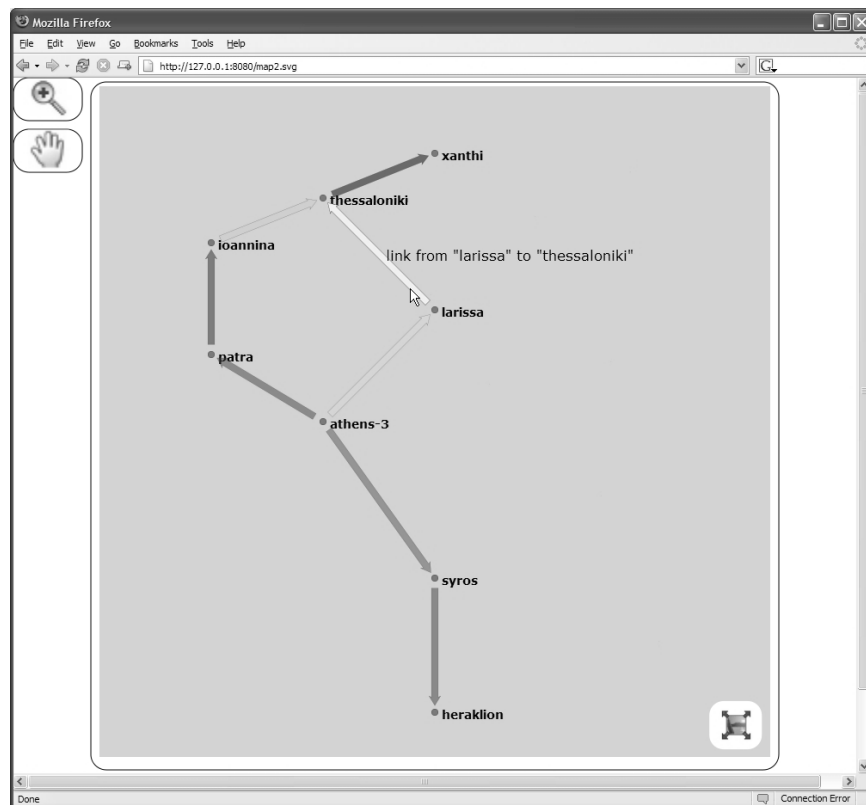 Mozilla Firefox
File Edit View Go Bookmarks Tools Help
http://127.0.0.1:8080/map2.svg
G
xanthi
thessaloniki
ioannina
link from "larissa" to "thessaloniki"
larissa
patra
athens-3
syros
heraklion
Done
Connection Error